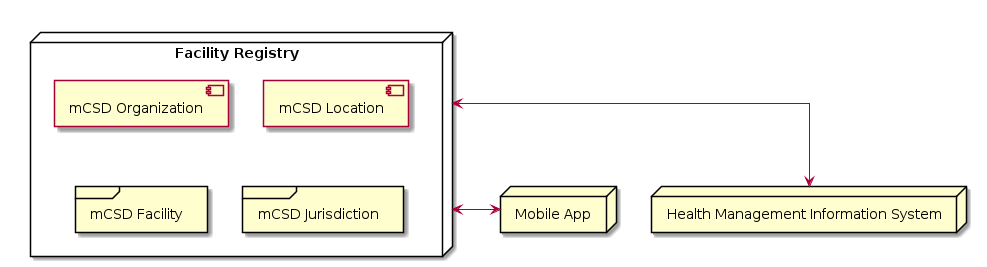 Facility Registry
mCSD Organization
mCSD Location
mCSD Facility
mCSD Jurisdiction
Mobile App
Health Management Information System